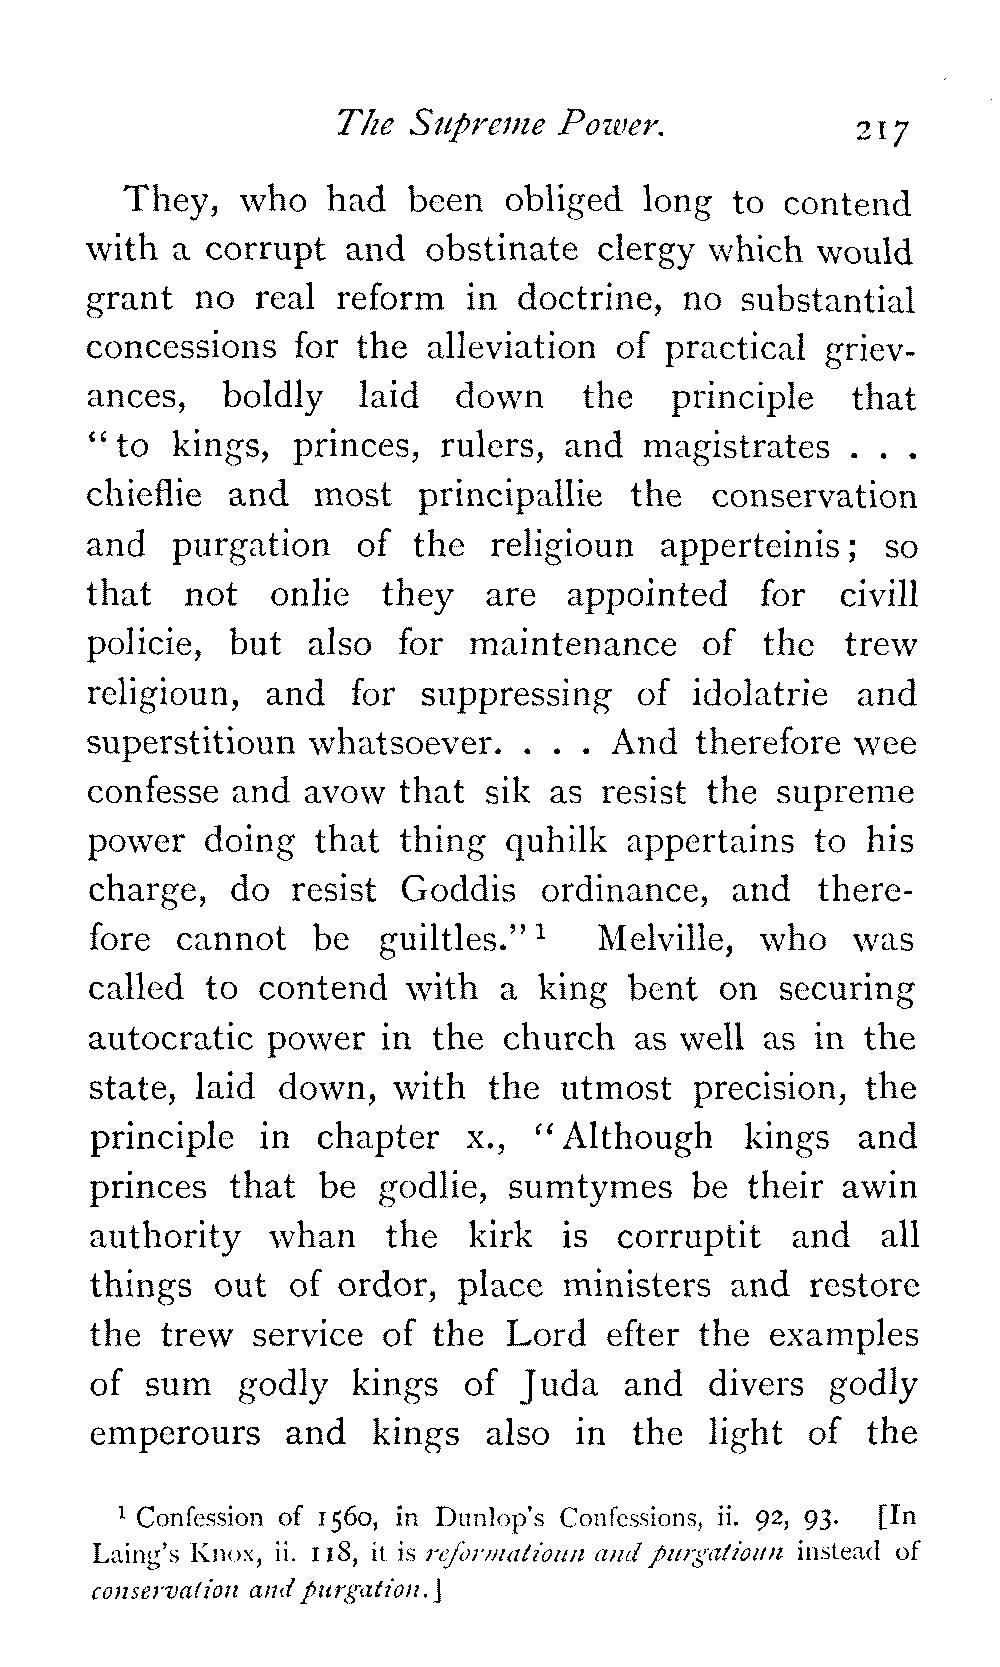 The Supreme Power. 217
They, who had been obliged long to contend
with a corrupt and obstinate clergy which would
grant no real reform in doctrine, no substantial
concessions for the alleviation of practical griev-
ances, boldly laid down the principle that
“to kings, princes, rulers, and magistrates . . .
chieflie and most principallie the conservation
and purgation of the religioun apperteinis; so
that not onlie they are appointed for civill
policie, but also for maintenance of the trew
religioun, and for suppressing of idolatrie and
superstitioun whatsoever. . . . And therefore wee
confesse and avow that sik as resist the supreme
power doing that thing quhilk appertains to his
charge, do resist Goddis ordinance, and there-
fore cannot be guiltles.” ¹ Melville, who was
called to contend with a king bent on securing
autocratic power in the church as well as in the
state, laid down, with the utmost precision, the
principle in chapter x., “Although kings and
princes that be godlie, sumtymes be their awin
authority whan the kirk is corruptit and all
things out of ordor, place ministers and restore
the trew service of the Lord efter the examples
of sum godly kings of Juda and divers godly
emperours and kings also in the light of the
¹ Confession of 1560, in Dunlop's Confessions, ii. 92, 93. [In
Laing's Knox, ii. 118, it is reformatioun and purgatioun instead of
conservation and purgation.]